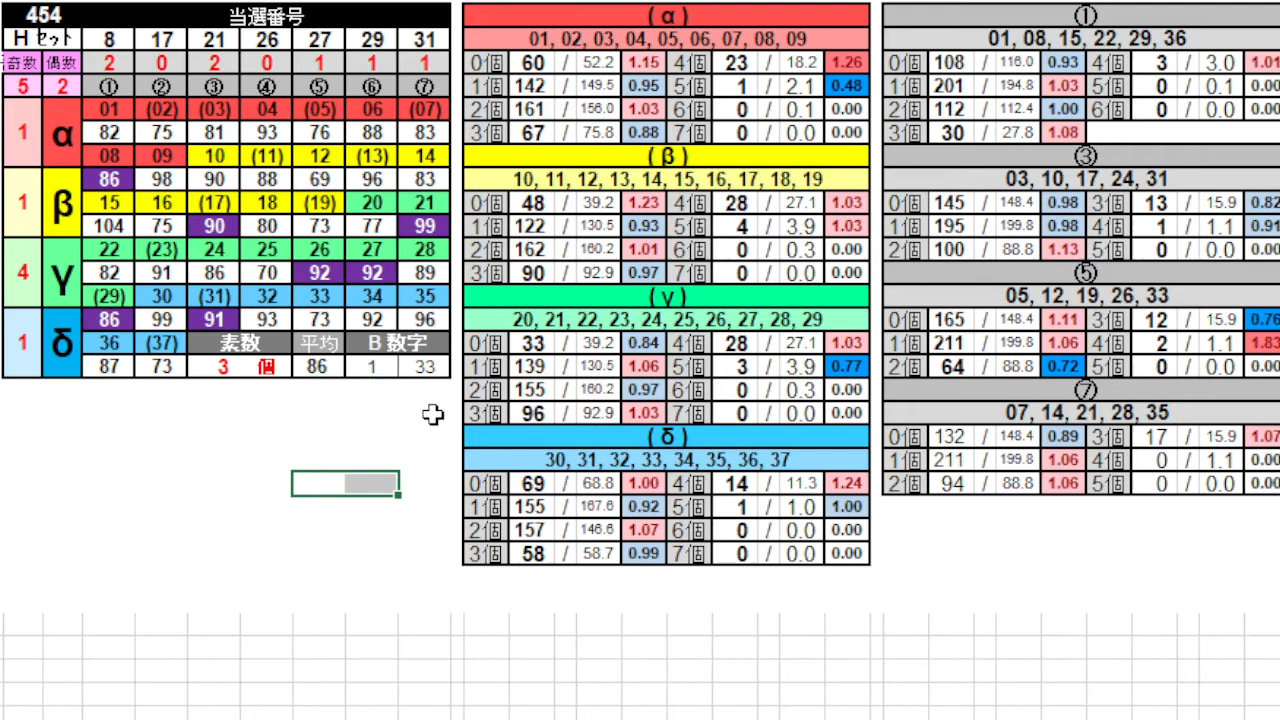 454 当選番号
H セット 8 17 21 26 27 29 31
奇数 偶数 2 0 2 0 1 1 1
5 2 ① ② ③ ④ ⑤ ⑥ ⑦
1 α 01 (02) (03) 04 (05) 06 (07)
82 75 81 93 76 88 83
08 09 10 (11) 12 (13) 14
1 β 86 98 90 88 69 96 83
15 16 (17) 18 (19) 20 21
104 75 90 80 73 77 99
4 γ 22 (23) 24 25 26 27 28
82 91 86 70 92 92 89
(29) 30 (31) 32 33 34 35
1 δ 86 99 91 93 73 92 96
36 (37) 素数 平均 B 数字
87 73 3 個 86 1 33
( α )
01, 02, 03, 04, 05, 06, 07, 08, 09
0個 60 / 52.2 1.15 4個 23 / 18.2 1.26
1個 142 / 149.5 0.95 5個 1 / 2.1 0.48
2個 161 / 156.0 1.03 6個 0 / 0.1 0.00
3個 67 / 75.8 0.88 7個 0 / 0.0 0.00
( β )
10, 11, 12, 13, 14, 15, 16, 17, 18, 19
0個 48 / 39.2 1.23 4個 28 / 27.1 1.03
1個 122 / 130.5 0.93 5個 4 / 3.9 1.03
2個 162 / 160.2 1.01 6個 0 / 0.3 0.00
3個 90 / 92.9 0.97 7個 0 / 0.0 0.00
( γ )
20, 21, 22, 23, 24, 25, 26, 27, 28, 29
0個 33 / 39.2 0.84 4個 28 / 27.1 1.03
1個 139 / 130.5 1.06 5個 3 / 3.9 0.77
2個 155 / 160.2 0.97 6個 0 / 0.3 0.00
3個 96 / 92.9 1.03 7個 0 / 0.0 0.00
( δ )
30, 31, 32, 33, 34, 35, 36, 37
0個 69 / 68.8 1.00 4個 14 / 11.3 1.24
1個 155 / 167.6 0.92 5個 1 / 1.0 1.00
2個 157 / 146.6 1.07 6個 0 / 0.0 0.00
3個 58 / 58.7 0.99 7個 0 / 0.0 0.00
①
01, 08, 15, 22, 29, 36
0個 108 / 116.0 0.93 4個 3 / 3.0 1.01
1個 201 / 194.8 1.03 5個 0 / 0.1 0.00
2個 112 / 112.4 1.00 6個 0 / 0.0 0.00
3個 30 / 27.8 1.08
③
03, 10, 17, 24, 31
0個 145 / 148.4 0.98 3個 13 / 15.9 0.82
1個 195 / 199.8 0.98 4個 1 / 1.1 0.91
2個 100 / 88.8 1.13 5個 0 / 0.0 0.00
⑤
05, 12, 19, 26, 33
0個 165 / 148.4 1.11 3個 12 / 15.9 0.76
1個 211 / 199.8 1.06 4個 2 / 1.1 1.83
2個 64 / 88.8 0.72 5個 0 / 0.0 0.00
⑦
07, 14, 21, 28, 35
0個 132 / 148.4 0.89 3個 17 / 15.9 1.07
1個 211 / 199.8 1.06 4個 0 / 1.1 0.00
2個 94 / 88.8 1.06 5個 0 / 0.0 0.00